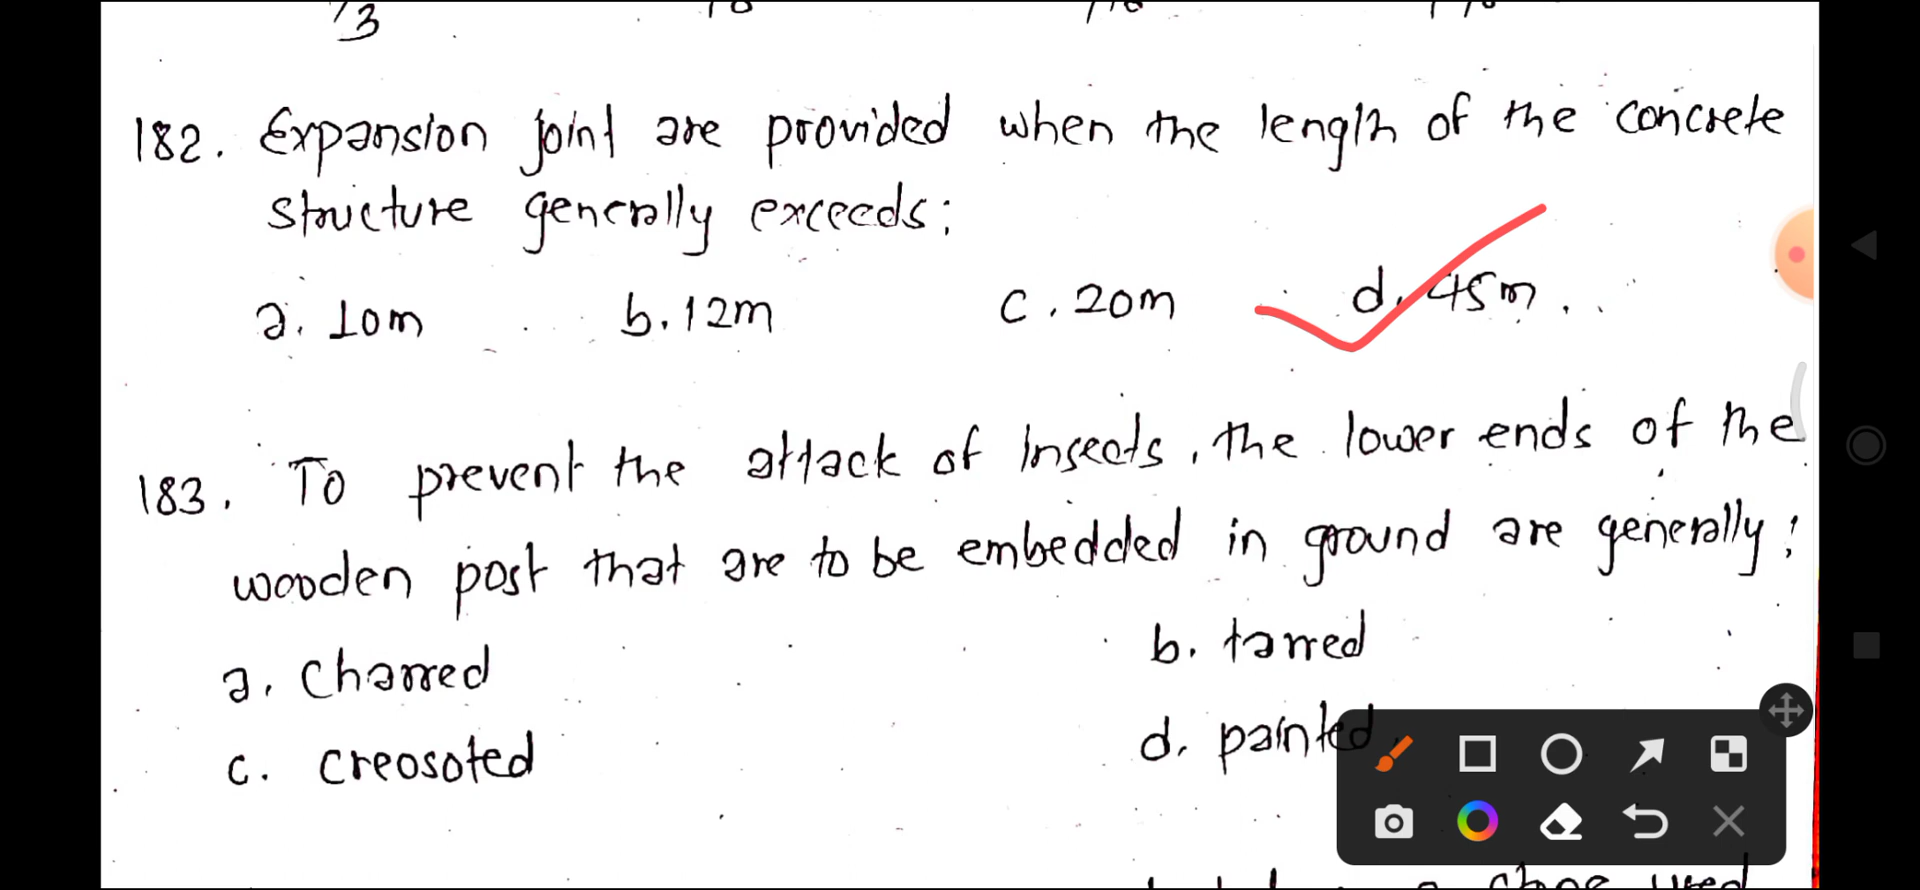 182. Expansion joint are provided when the length of the concrete
structure generally exceeds:
a. 10m b. 12m c. 20m d. 45m.
183. To prevent the attack of Insects, the lower ends of the
wooden post that are to be embedded in ground are generally:
a. Charred b. tarred
c. creosoted d. painted